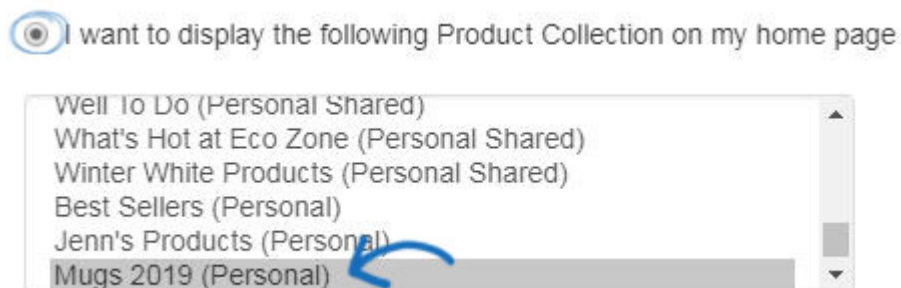 I want to display the following Product Collection on my home page
Well To Do (Personal Shared)
What's Hot at Eco Zone (Personal Shared)
Winter White Products (Personal Shared)
Best Sellers (Personal)
Jenn's Products (Personal)
Mugs 2019 (Personal)